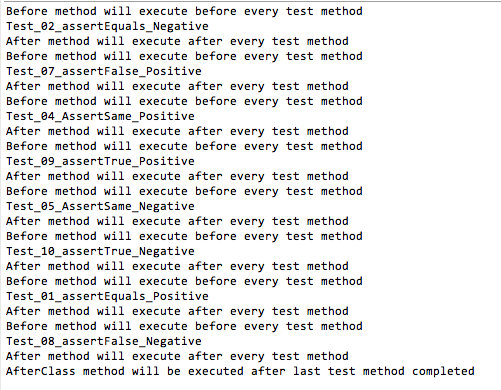 Before method will execute before every test method
Test_02_assertEquals_Negative
After method will execute after every test method
Before method will execute before every test method
Test_07_assertFalse_Positive
After method will execute after every test method
Before method will execute before every test method
Test_04_AssertSame_Positive
After method will execute after every test method
Before method will execute before every test method
Test_09_assertTrue_Positive
After method will execute after every test method
Before method will execute before every test method
Test_05_AssertSame_Negative
After method will execute after every test method
Before method will execute before every test method
Test_10_assertTrue_Negative
After method will execute after every test method
Before method will execute before every test method
Test_01_assertEquals_Positive
After method will execute after every test method
Before method will execute before every test method
Test_08_assertFalse_Negative
After method will execute after every test method
AfterClass method will be executed after last test method completed